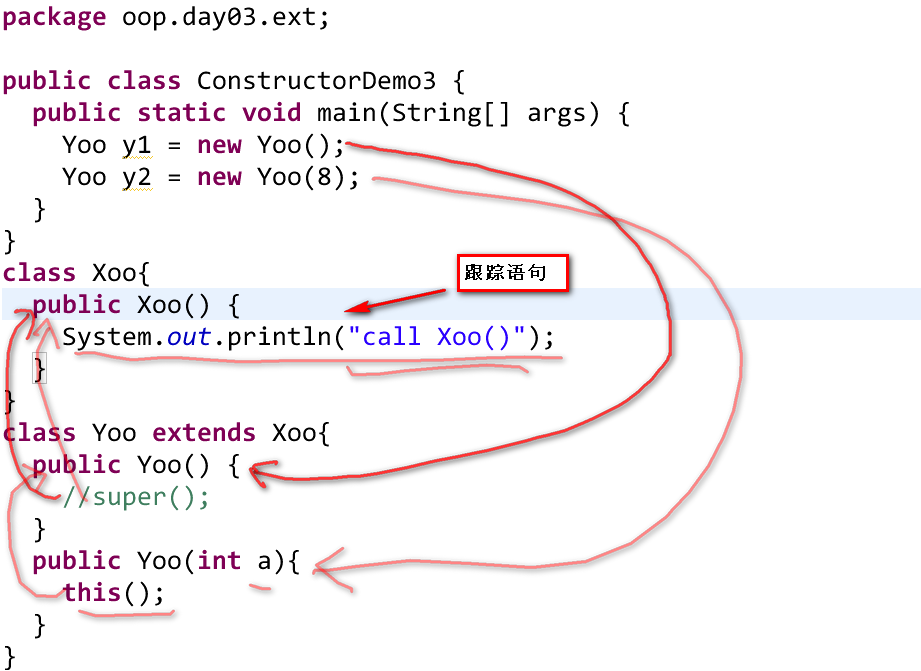 package oop.day03.ext;
public class ConstructorDemo3 {
public static void main(String[] args) {
Yoo y1 = new Yoo();
Yoo y2 = new Yoo(8);
}
}
class Xoo{
跟踪语句
public Xoo() {
System.out.println("call Xoo()");
}
}
class Yoo extends Xoo{
public Yoo() {
//super();
}
public Yoo(int a){
this();
}
}